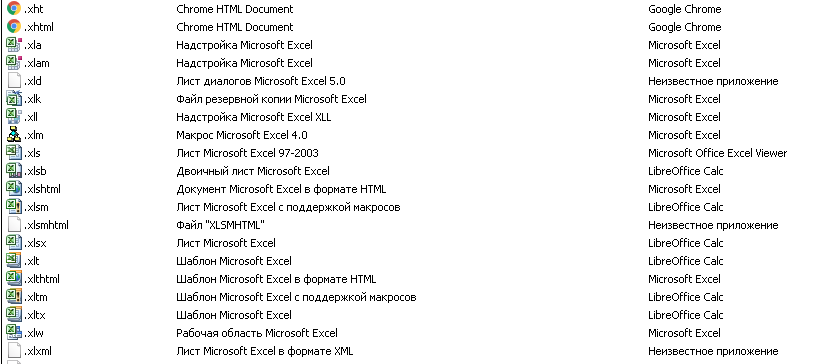 .xht Chrome HTML Document Google Chrome
.xhtml Chrome HTML Document Google Chrome
.xla Надстройка Microsoft Excel Microsoft Excel
.xlam Надстройка Microsoft Excel Microsoft Excel
.xld Лист диалогов Microsoft Excel 5.0 Неизвестное приложение
.xlk Файл резервной копии Microsoft Excel Microsoft Excel
.xll Надстройка Microsoft Excel XLL Microsoft Excel
.xlm Макрос Microsoft Excel 4.0 Microsoft Excel
.xls Лист Microsoft Excel 97-2003 Microsoft Office Excel Viewer
.xlsb Двоичный лист Microsoft Excel LibreOffice Calc
.xlshtml Документ Microsoft Excel в формате HTML Microsoft Excel
.xlsm Лист Microsoft Excel с поддержкой макросов LibreOffice Calc
.xlsmhtml Файл "XLSMHTML" Неизвестное приложение
.xlsx Лист Microsoft Excel LibreOffice Calc
.xlt Шаблон Microsoft Excel LibreOffice Calc
.xlthtml Шаблон Microsoft Excel в формате HTML Microsoft Excel
.xltm Шаблон Microsoft Excel с поддержкой макросов LibreOffice Calc
.xltx Шаблон Microsoft Excel LibreOffice Calc
.xlw Рабочая область Microsoft Excel Microsoft Excel
.xlxml Лист Microsoft Excel в формате XML Неизвестное приложение